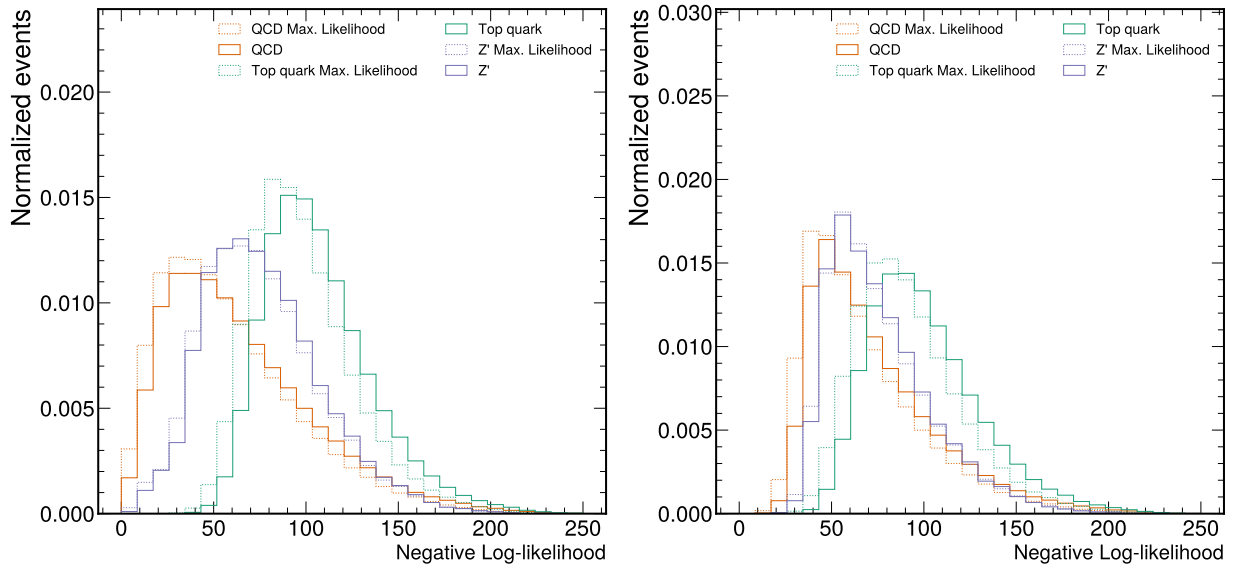 Normalized events
QCD Max. Likelihood
QCD
Top quark Max. Likelihood
Top quark
Z' Max. Likelihood
Z'
0.020
0.015
0.010
0.005
0.000
0 50 100 150 200 250
Negative Log-likelihood
Normalized events
QCD Max. Likelihood
QCD
Top quark Max. Likelihood
Top quark
Z' Max. Likelihood
Z'
0.030
0.025
0.020
0.015
0.010
0.005
0.000
0 50 100 150 200 250
Negative Log-likelihood